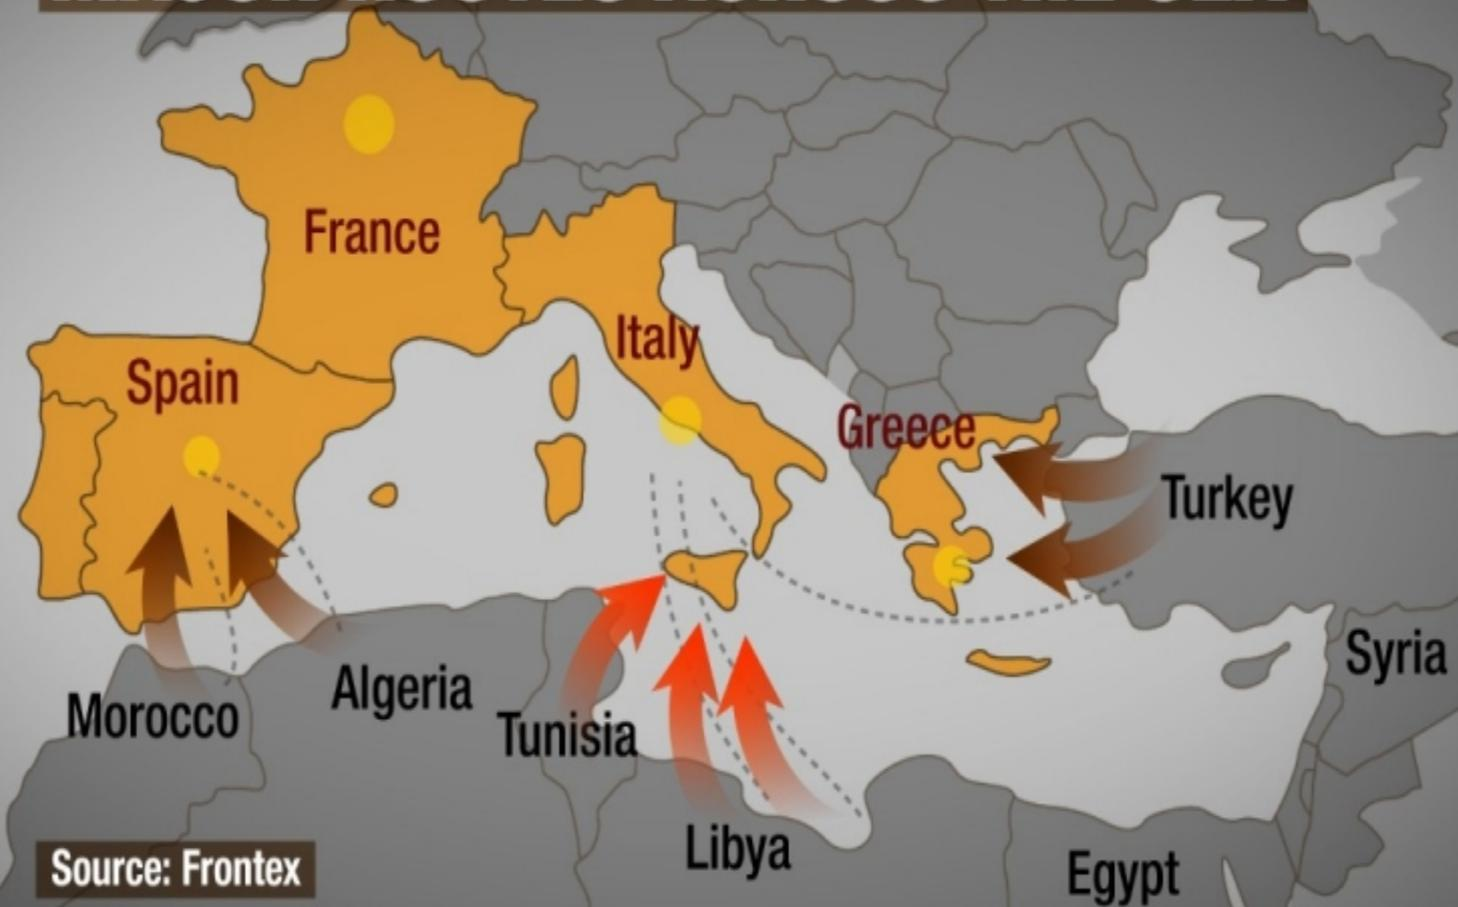 France
Italy
Spain
Greece
Turkey
Syria
Algeria
Morocco
Tunisia
Libya
Egypt
Source: Frontex